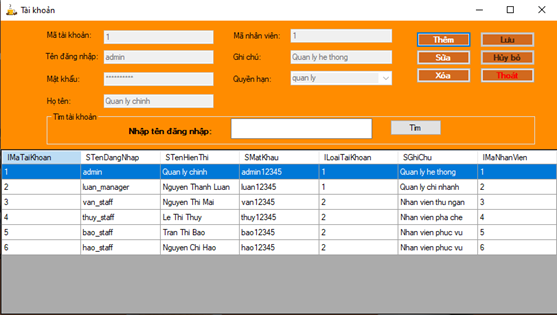 Tài khoản
Mã tài khoản: 1 Mã nhân viên: 1 Thêm Lưu
Tên đăng nhập: admin Ghi chú: Quan ly he thong Sửa Hủy bỏ
Mật khẩu: ********** Quyền hạn: quan ly Xóa Thoát
Họ tên: Quan ly chinh
Tìm tài khoản
Nhập tên đăng nhập: Tìm
IMaTaiKhoan STenDangNhap STenHienThi SMatKhau ILoaiTaiKhoan SGhiChu IMaNhanVien
1 admin Quan ly chinh admin12345 1 Quan ly he thong 1
2 luan_manager Nguyen Thanh Luan luan12345 1 Quan ly chi nhanh 2
3 van_staff Nguyen Thi Mai van12345 2 Nhan vien thu ngan 3
4 thuy_staff Le Thi Thuy thuy12345 2 Nhan vien pha che 4
5 bao_staff Tran Thi Bao bao12345 2 Nhan vien phuc vu 5
6 hao_staff Nguyen Chi Hao hao12345 2 Nhan vien phuc vu 6